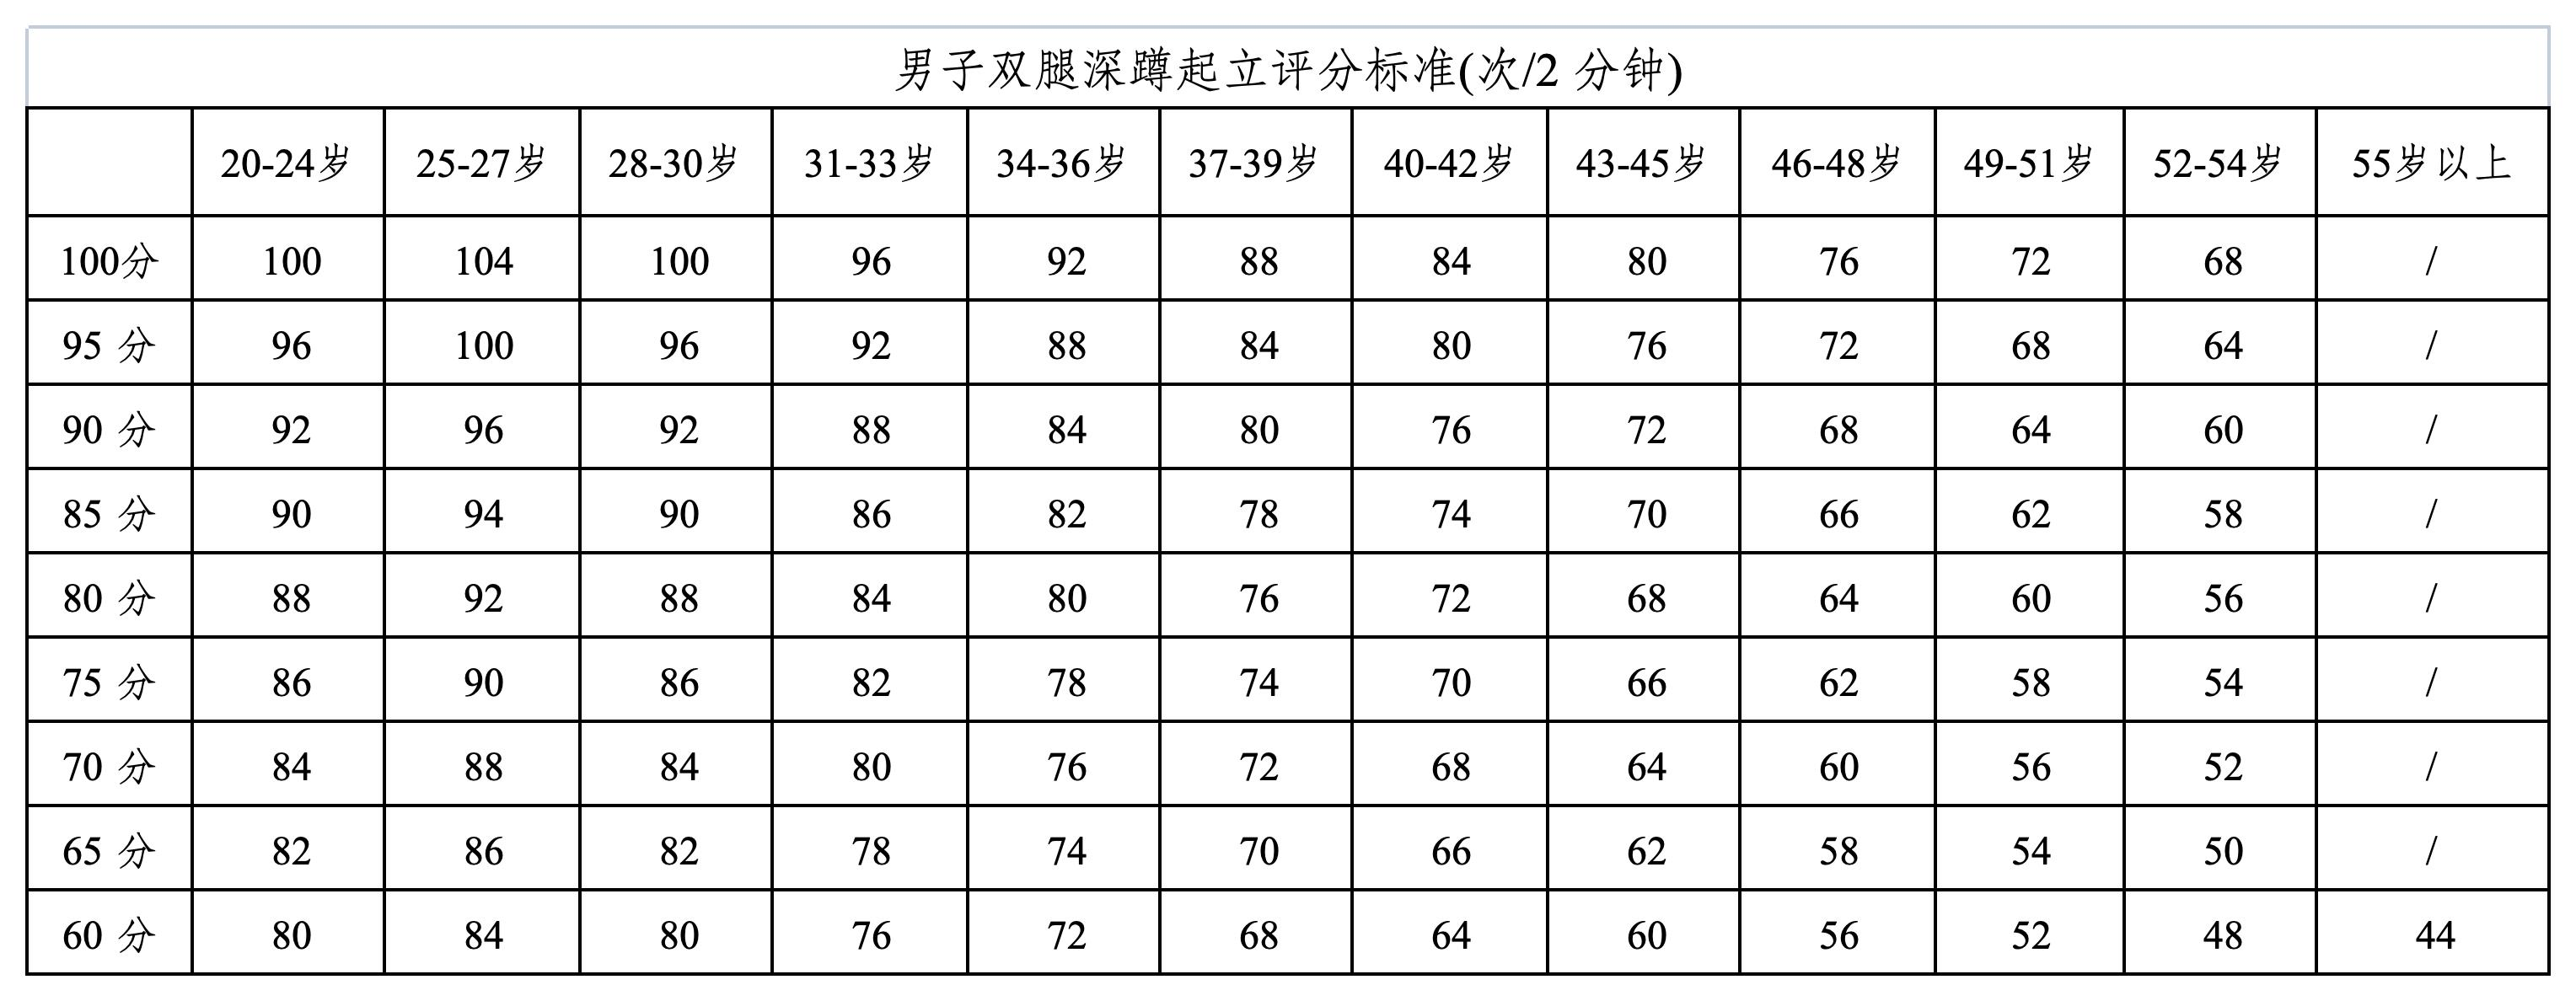 男子双腿深蹲起立评分标准(次/2 分钟)
20-24岁 25-27岁 28-30岁 31-33岁 34-36岁 37-39岁 40-42岁 43-45岁 46-48岁 49-51岁 52-54岁 55岁以上
100分 100 104 100 96 92 88 84 80 76 72 68 /
95 分 96 100 96 92 88 84 80 76 72 68 64 /
90 分 92 96 92 88 84 80 76 72 68 64 60 /
85 分 90 94 90 86 82 78 74 70 66 62 58 /
80 分 88 92 88 84 80 76 72 68 64 60 56 /
75 分 86 90 86 82 78 74 70 66 62 58 54 /
70 分 84 88 84 80 76 72 68 64 60 56 52 /
65 分 82 86 82 78 74 70 66 62 58 54 50 /
60 分 80 84 80 76 72 68 64 60 56 52 48 44